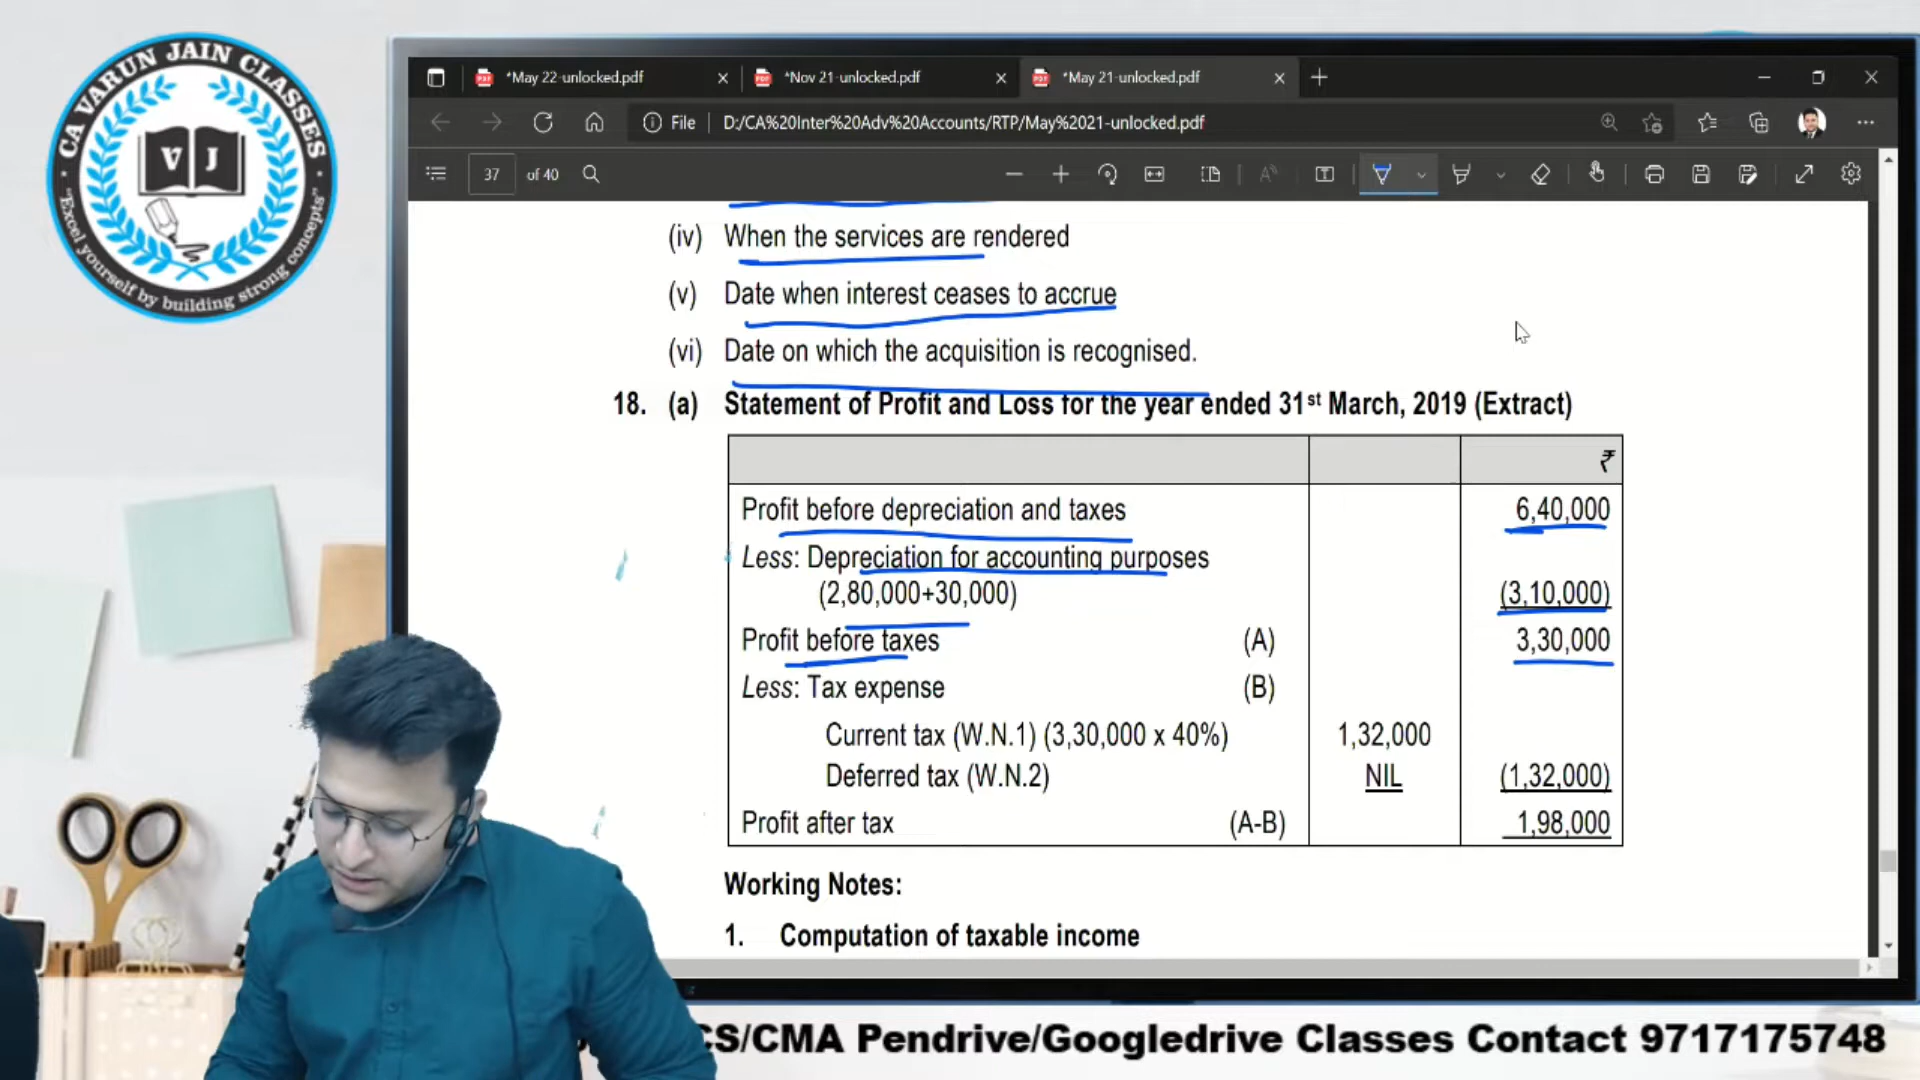 CA VARUN JAIN CLASSES
V J
"Excel yourself by building strong concepts"
*May 22-unlocked.pdf
*Nov 21-unlocked.pdf
*May 21-unlocked.pdf
File
D:/CA%20Inter%20Adv%20Accounts/RTP/May%2021-unlocked.pdf
37 of 40
(iv) When the services are rendered
(v) Date when interest ceases to accrue
(vi) Date on which the acquisition is recognised.
18. (a) Statement of Profit and Loss for the year ended 31st March, 2019 (Extract)
₹
Profit before depreciation and taxes 6,40,000
Less: Depreciation for accounting purposes
(2,80,000+30,000) (3,10,000)
Profit before taxes (A) 3,30,000
Less: Tax expense (B)
Current tax (W.N.1) (3,30,000 x 40%) 1,32,000
Deferred tax (W.N.2) NIL (1,32,000)
Profit after tax (A-B) 1,98,000
Working Notes:
1. Computation of taxable income
CS/CMA Pendrive/Googledrive Classes Contact 9717175748